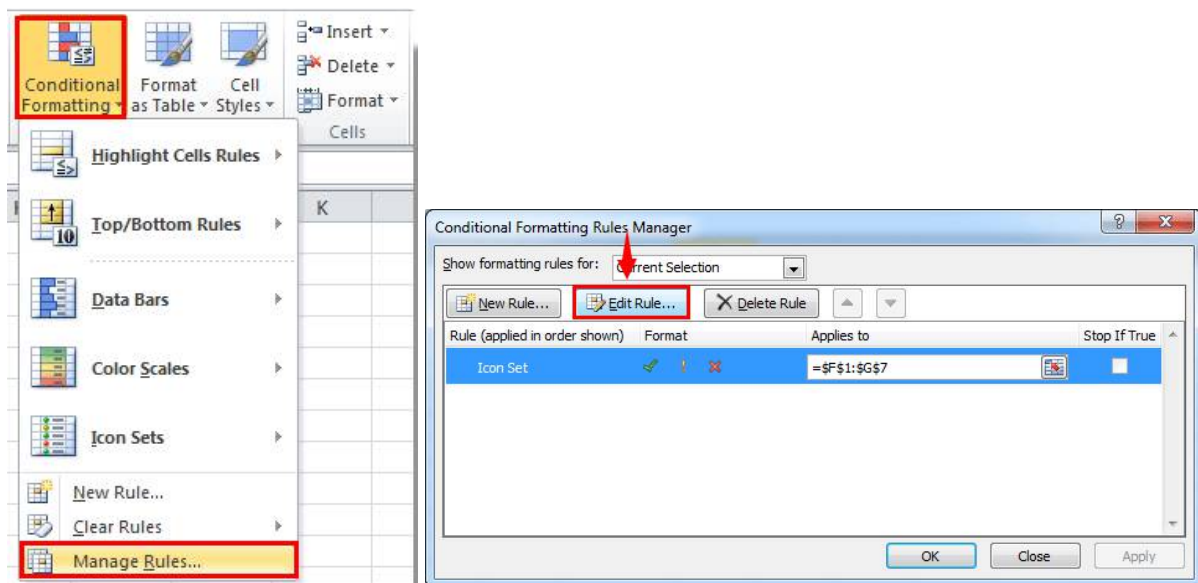 Insert
Delete
Conditional Formatting
Format as Table
Cell Styles
Format
Cells
Highlight Cells Rules
K
Top/Bottom Rules
10
Data Bars
Color Scales
Icon Sets
New Rule...
Clear Rules
Manage Rules...
Conditional Formatting Rules Manager
Show formatting rules for: Current Selection
New Rule... Edit Rule... Delete Rule
Rule (applied in order shown) Format Applies to Stop If True
Icon Set =$F$1:$G$7
OK Close Apply